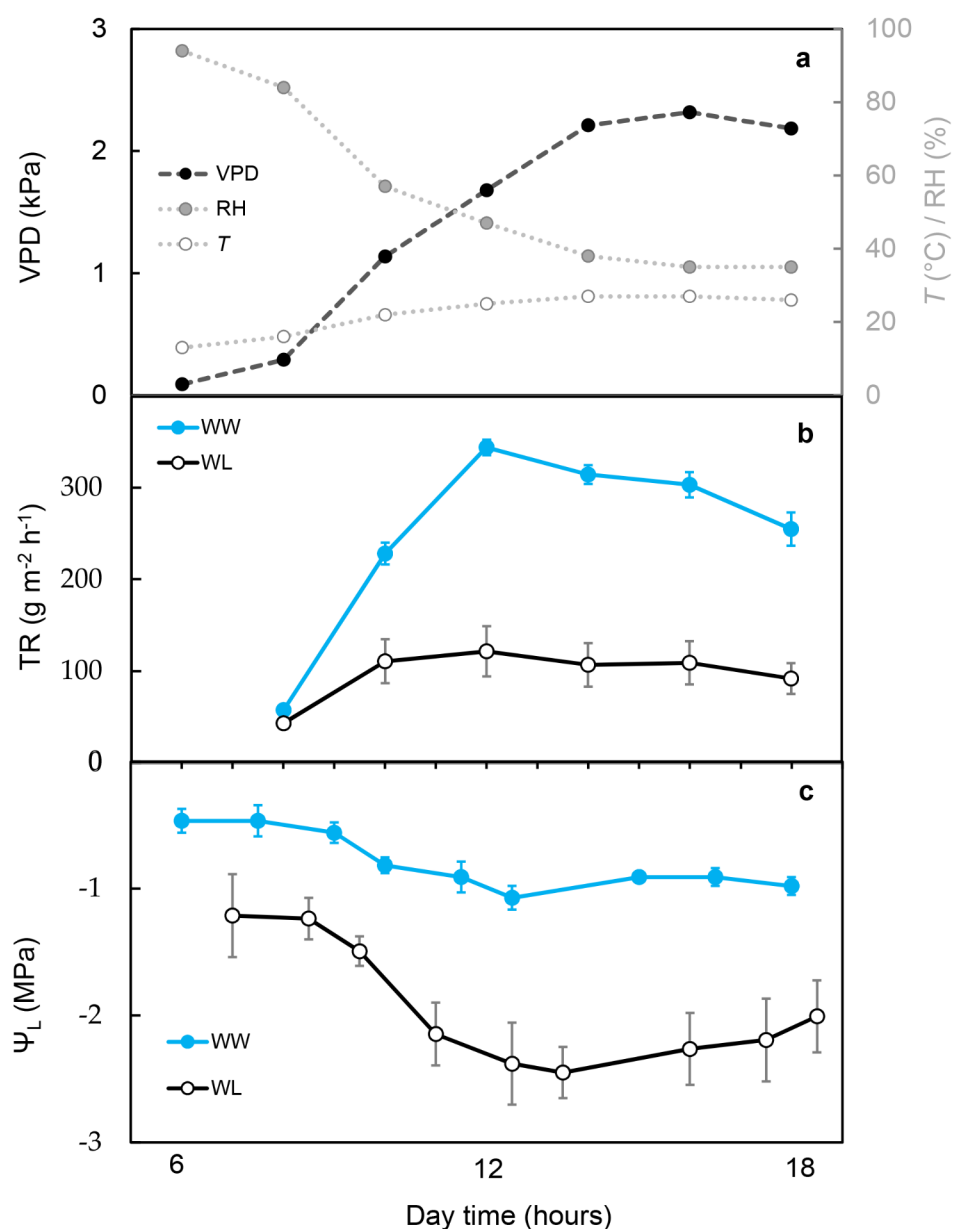 3
2
1
0
VPD (kPa)
a
VPD
RH
T
100
80
60
40
20
0
T (°C) / RH (%)
b
WW
WL
300
200
100
0
TR (g m⁻² h⁻¹)
c
-1
-2
-3
Ψ_L (MPa)
WW
WL
6
12
18
Day time (hours)